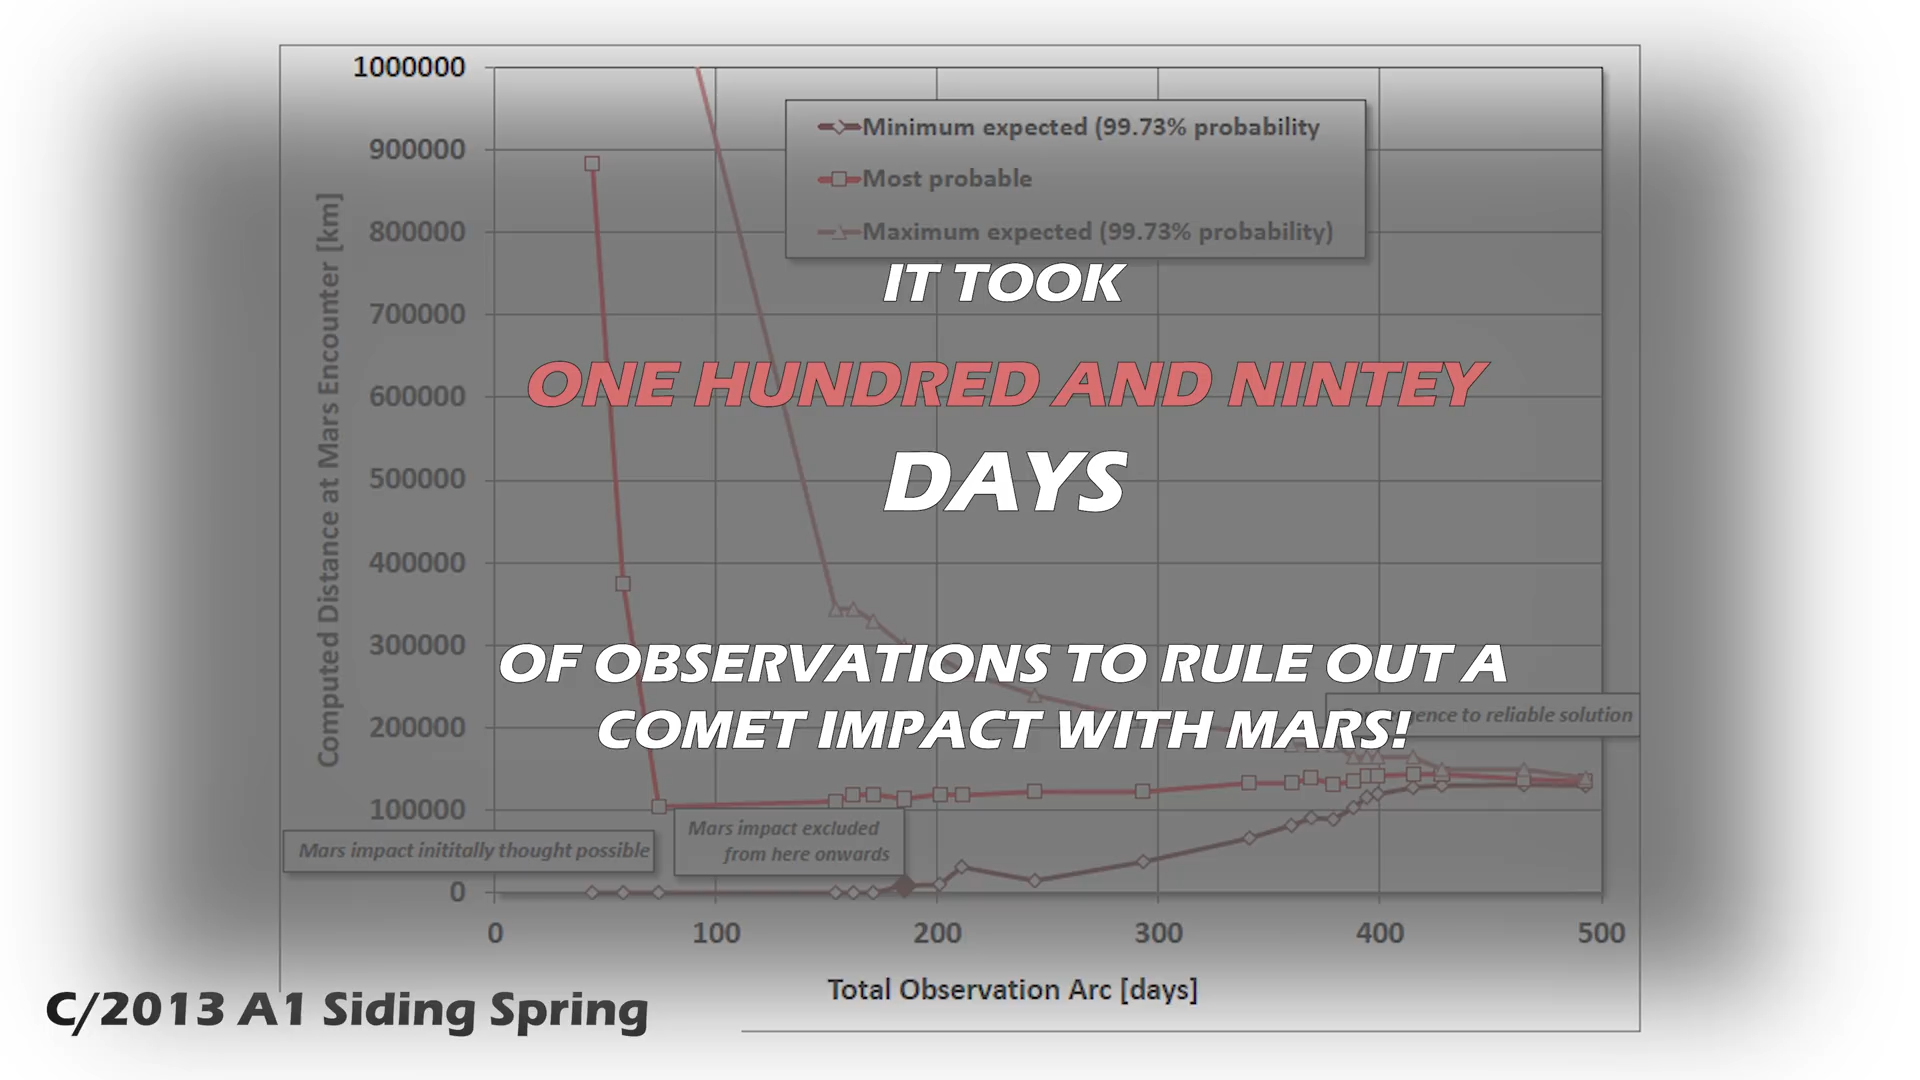 1000000
900000
800000
700000
600000
500000
400000
300000
200000
100000
0
Computed Distance at Mars Encounter [km]
Minimum expected (99.73% probability
Most probable
Maximum expected (99.73% probability)
IT TOOK
ONE HUNDRED AND NINTEY
DAYS
OF OBSERVATIONS TO RULE OUT A
COMET IMPACT WITH MARS!
to reliable solution
Mars impact inititally thought possible
Mars impact excluded
from here onwards
0 100 200 300 400 500
Total Observation Arc [days]
C/2013 A1 Siding Spring